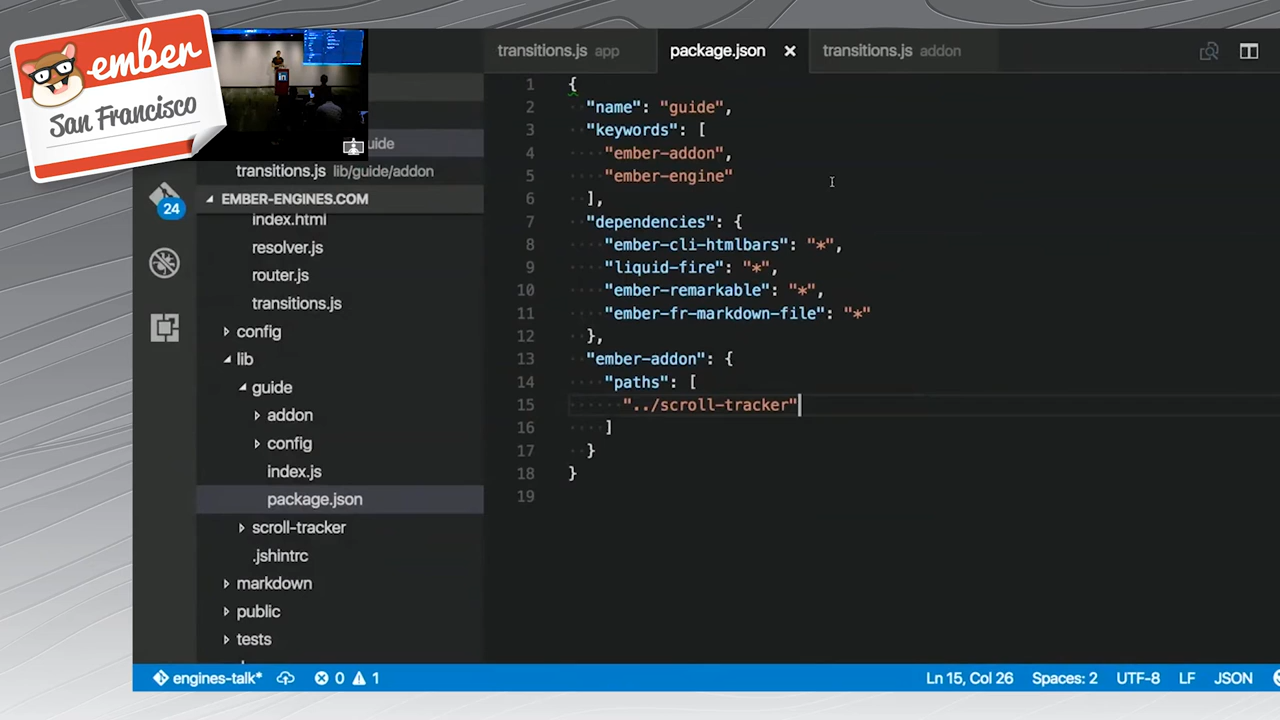 ember
San Francisco
in
transitions.js app
package.json
transitions.js addon
uide
transitions.js lib/guide/addon
24
EMBER-ENGINES.COM
index.html
resolver.js
router.js
transitions.js
config
lib
guide
addon
config
index.js
package.json
scroll-tracker
.jshintrc
markdown
public
tests
1 {
2 "name": "guide",
3 "keywords": [
4 "ember-addon",
5 "ember-engine"
6 ],
7 "dependencies": {
8 "ember-cli-htmlbars": "*",
9 "liquid-fire": "*",
10 "ember-remarkable": "*",
11 "ember-fr-markdown-file": "*"
12 },
13 "ember-addon": {
14 "paths": [
15 "../scroll-tracker"
16 ]
17 }
18 }
19
engines-talk* 0 1 Ln 15, Col 26 Spaces: 2 UTF-8 LF JSON